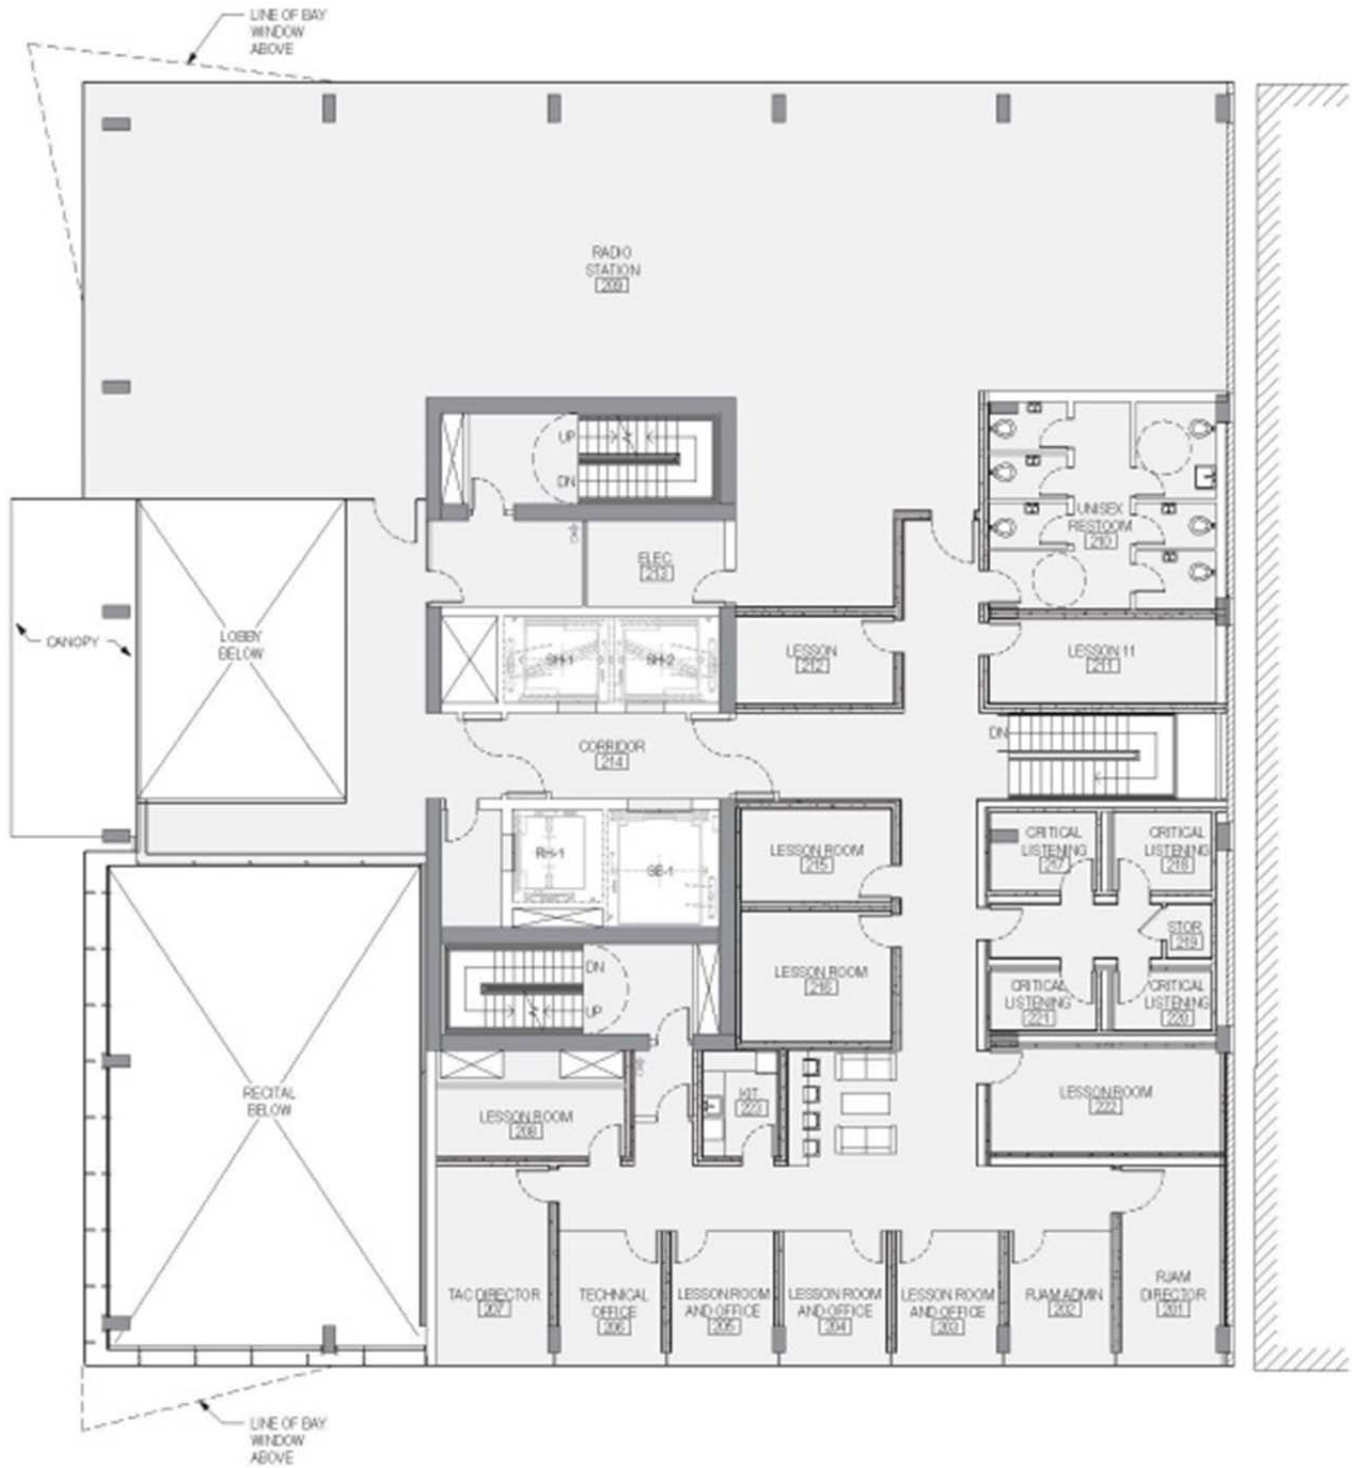 LINE OF BAY
WINDOW
ABOVE
RADIO
STATION
209
UP
DN
UNISEX
RESTOOM
210
ELEC
213
LOBBY
BELOW
CANOPY
SH-1
SH-2
LESSON
212
LESSON 11
211
CORRIDOR
214
DN
RH-1
SE-1
LESSON ROOM
215
CRITICAL
LISTENING
217
CRITICAL
LISTENING
218
STOR
219
DN
UP
LESSON ROOM
216
CRITICAL
LISTENING
221
CRITICAL
LISTENING
220
RECITAL
BELOW
LESSON ROOM
208
KIT
223
LESSON ROOM
222
TAC DIRECTOR
207
TECHNICAL
OFFICE
206
LESSON ROOM
AND OFFICE
205
LESSON ROOM
AND OFFICE
204
LESSON ROOM
AND OFFICE
203
RJAM ADMIN
202
RJAM
DIRECTOR
201
LINE OF BAY
WINDOW
ABOVE